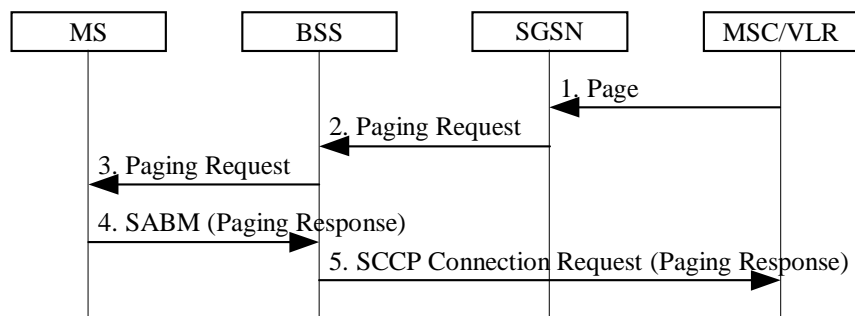 MS BSS SGSN MSC/VLR
1. Page
2. Paging Request
3. Paging Request
4. SABM (Paging Response)
5. SCCP Connection Request (Paging Response)